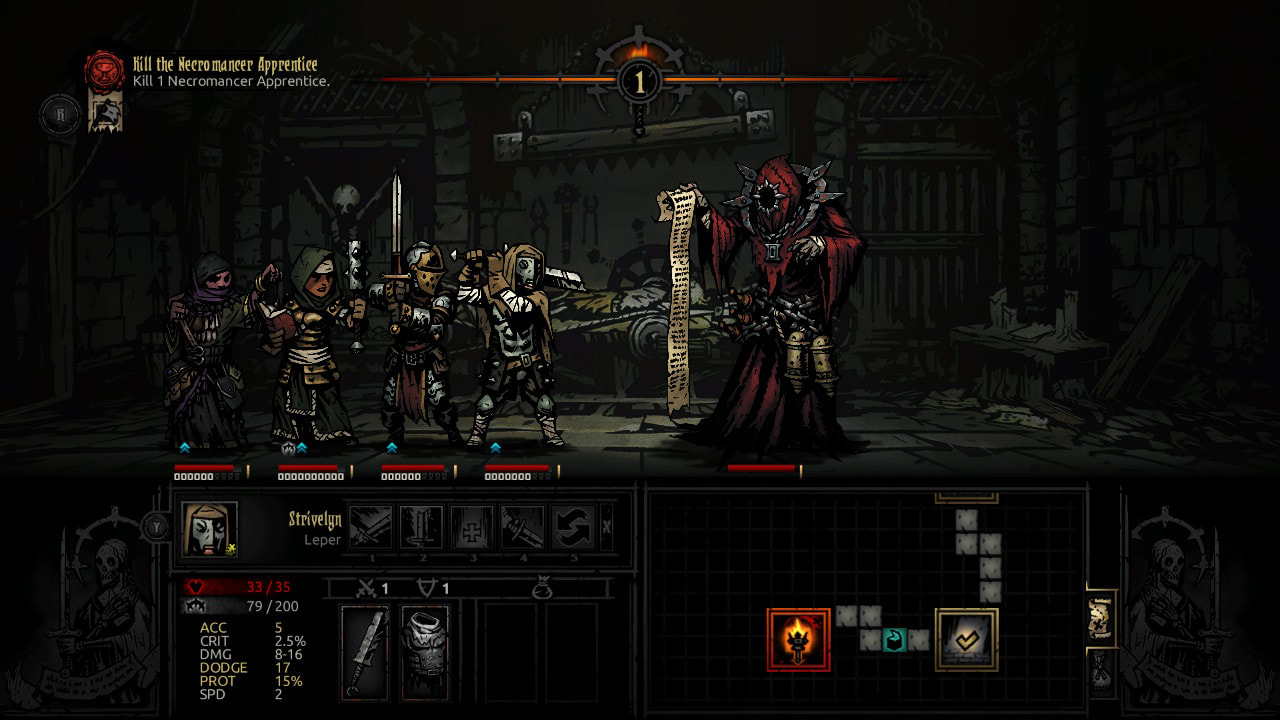 Kill the Necromancer Apprentice
Kill 1 Necromancer Apprentice.
R
1
Y
Strivelyn
Leper
1 2 3 4 5
33 / 35
79 / 200
1 1
ACC 5
CRIT 2.5%
DMG 8-16
DODGE 17
PROT 15%
SPD 2